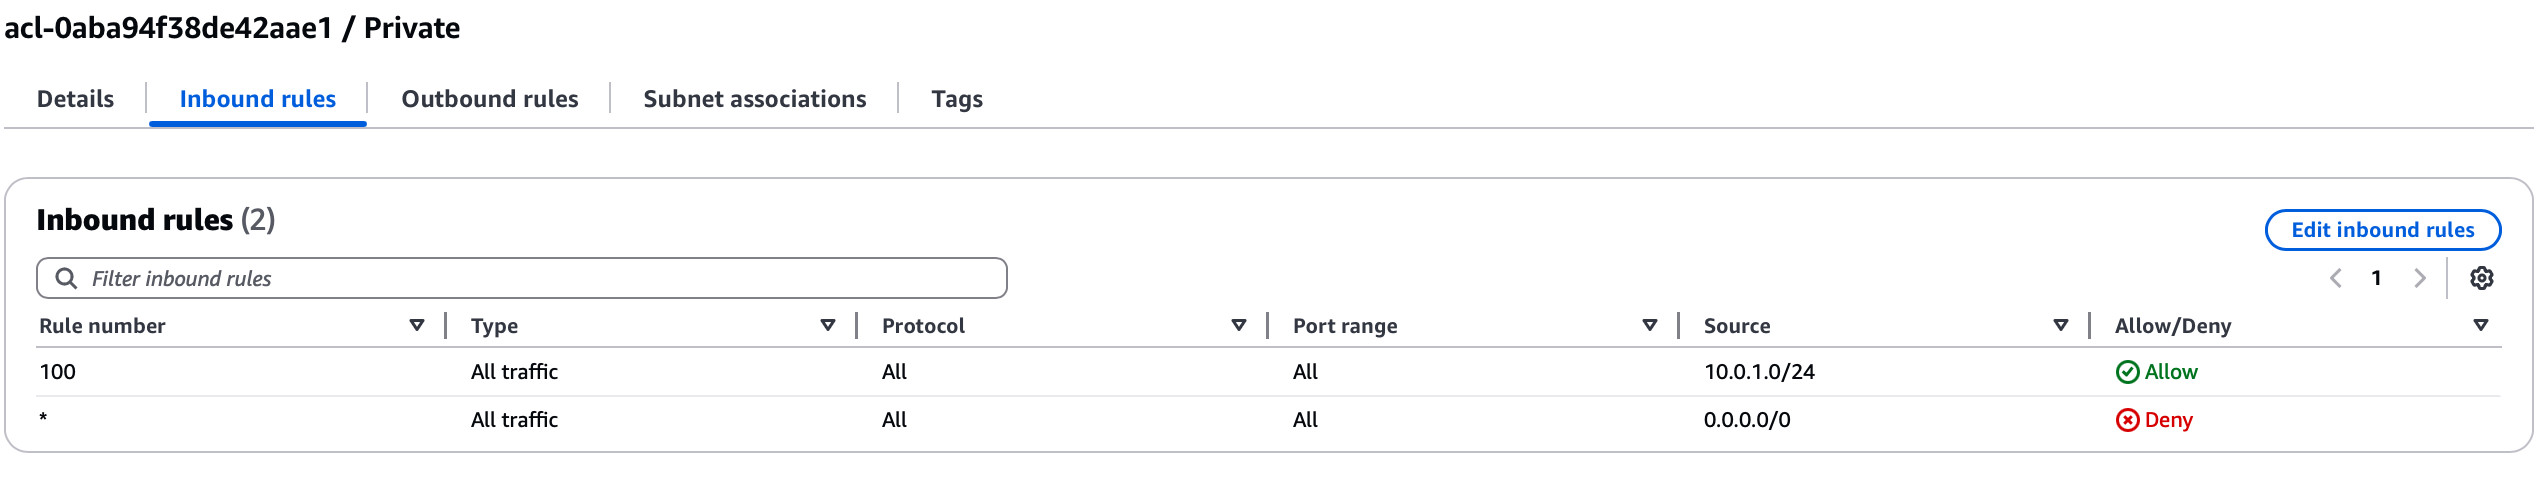 acl-0aba94f38de42aae1 / Private
Details Inbound rules Outbound rules Subnet associations Tags
Inbound rules (2)
Edit inbound rules
Filter inbound rules
1
Rule number Type Protocol Port range Source Allow/Deny
100 All traffic All All 10.0.1.0/24 Allow
* All traffic All All 0.0.0.0/0 Deny